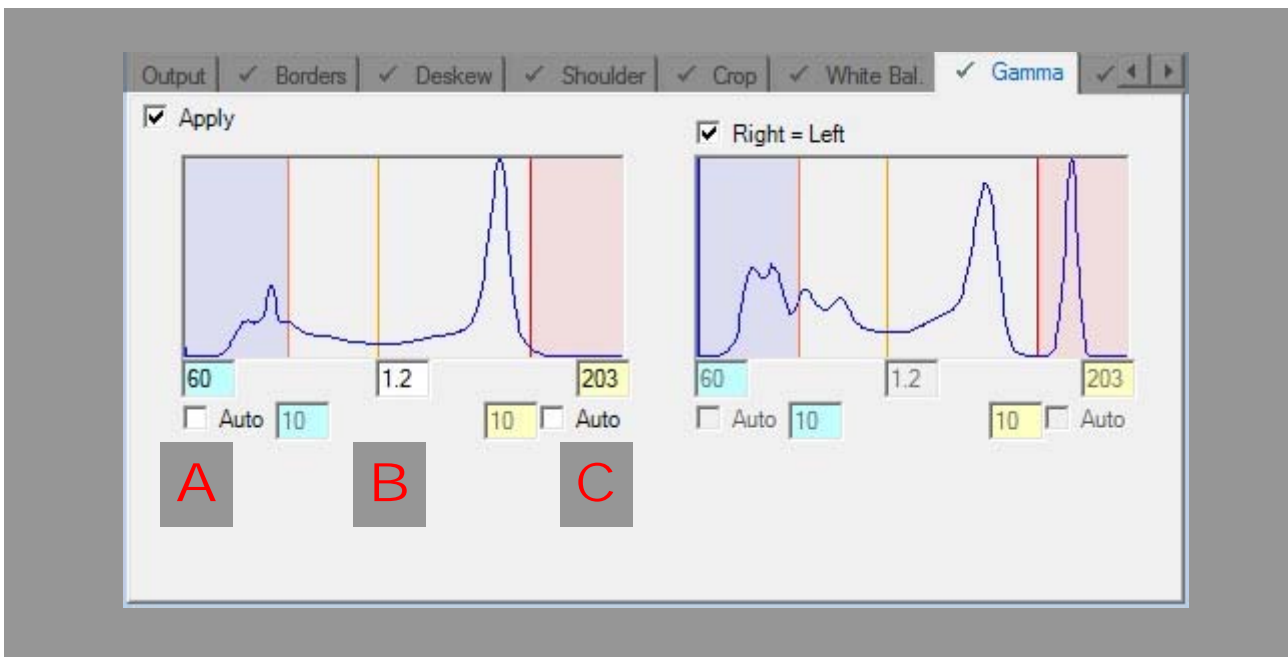 Output ✓ Borders ✓ Deskew ✓ Shoulder ✓ Crop ✓ White Bal. ✓ Gamma ✓
Apply
Right = Left
60 1.2 203
60 1.2 203
Auto 10 10 Auto
Auto 10 10 Auto
A B C